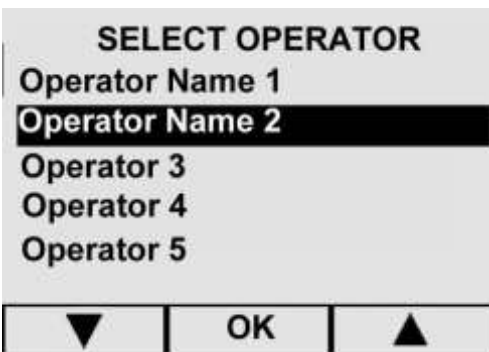 SELECT OPERATOR
Operator Name 1
Operator Name 2
Operator 3
Operator 4
Operator 5
▼ OK ▲